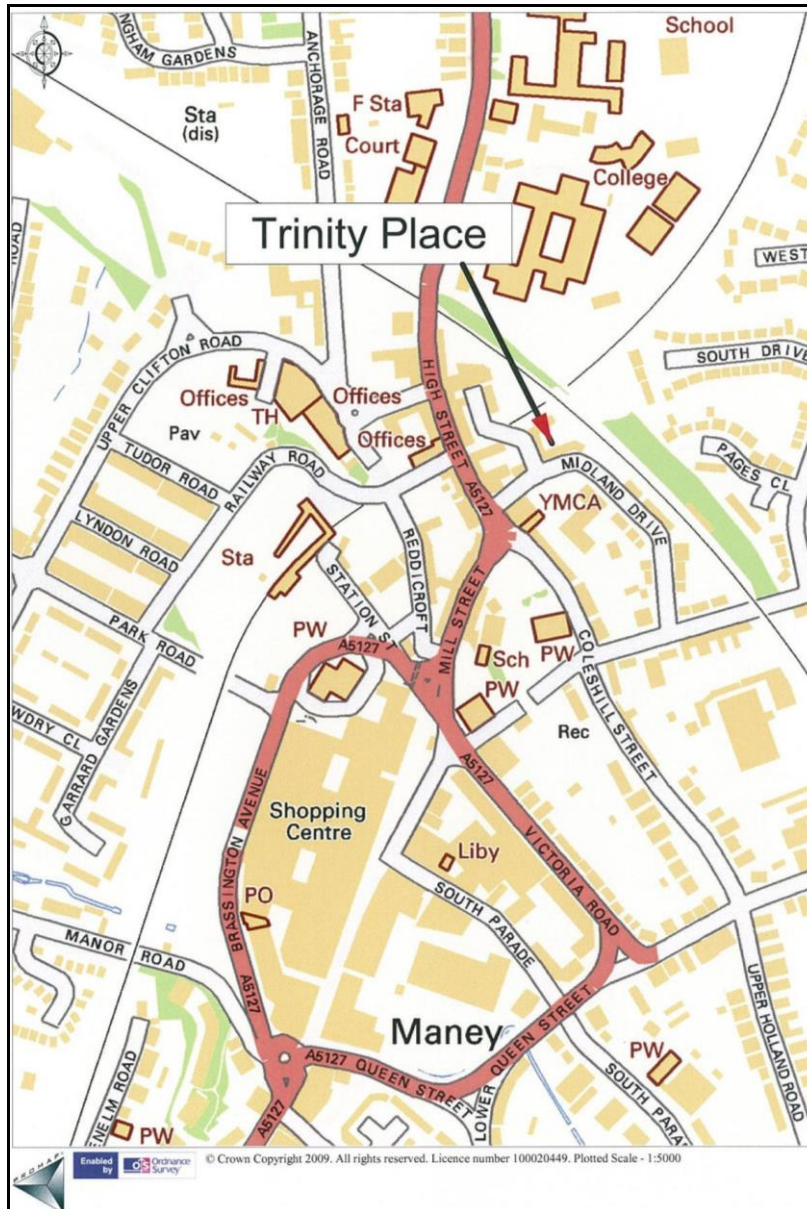 School
NGHAM GARDENS
ANCHORAGE ROAD
Sta
(dis)
F Sta
Court
College
Trinity Place
ROAD
WEST
SOUTH DRIVE
UPPER CLIFTON ROAD
HIGH STREET A5127
Offices
TH
Offices
Offices
Pav
TUDOR ROAD
RAILWAY ROAD
MIDLAND DRIVE
PAGES CL
LYNDON ROAD
YMCA
REDDICROFT
Sta
STATION ST
PARK ROAD
PW
A5127
MILL STREET
Sch
PW
PW
COLESHILL STREET
WDRY CL
GARRARD GARDENS
Rec
A5127
BRASSINGTON AVENUE
Shopping
Centre
VICTORIA ROAD
Liby
PO
SOUTH PARADE
MANOR ROAD
A5127
UPPER HOLLAND ROAD
Maney
QUEEN STREET
A5127 QUEEN STREET
PW
ENELM ROAD
LOWER
SOUTH PARA
PW
A5127
PROMAP
Enabled
by
OS Ordnance
Survey
© Crown Copyright 2009. All rights reserved. Licence number 100020449. Plotted Scale - 1:5000